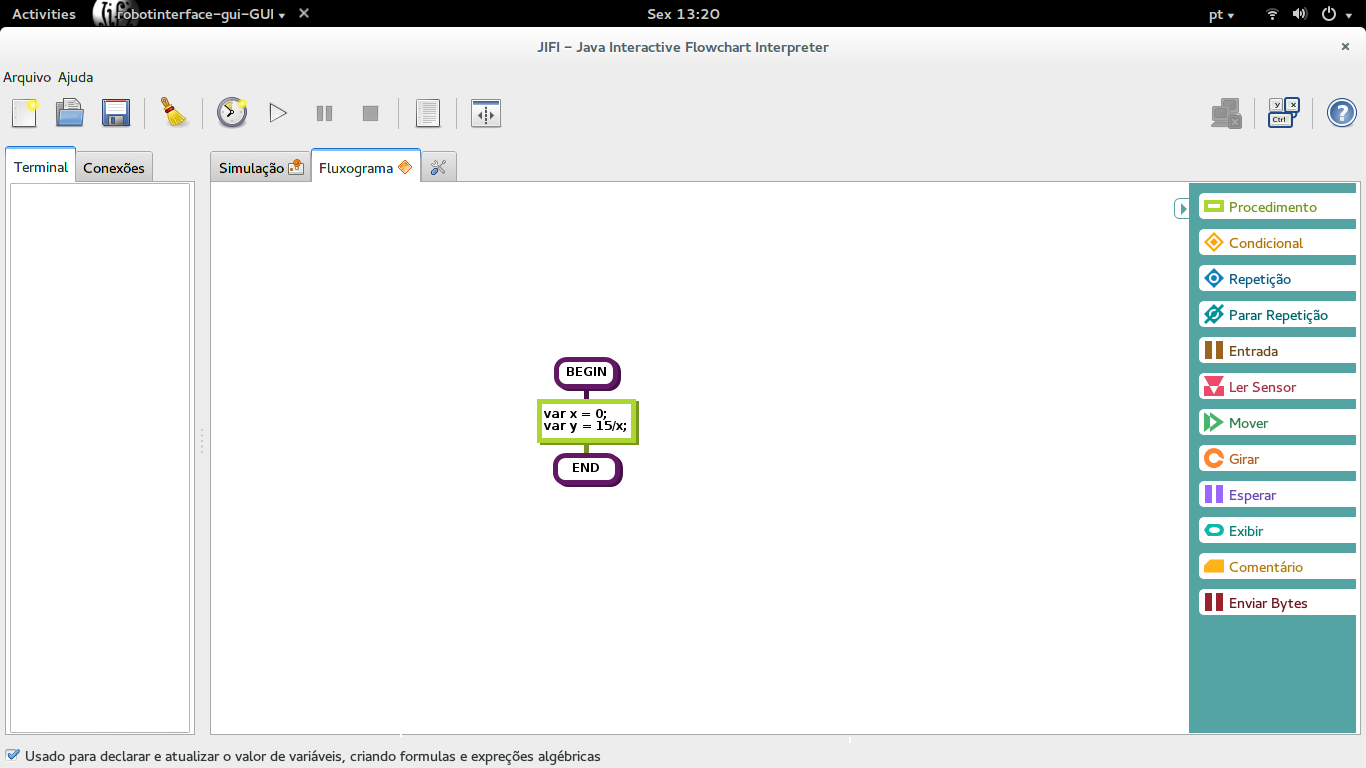 Activities robotinterface-gui-GUI Sex 13:20 pt
JIFI – Java Interactive Flowchart Interpreter
Arquivo Ajuda
y x
Ctrl
?
Terminal Conexões Simulação Fluxograma
Procedimento
Condicional
Repetição
Parar Repetição
Entrada
Ler Sensor
Mover
Girar
Esperar
Exibir
Comentário
Enviar Bytes
BEGIN
var x = 0;
var y = 15/x;
END
Usado para declarar e atualizar o valor de variáveis, criando formulas e expreções algébricas